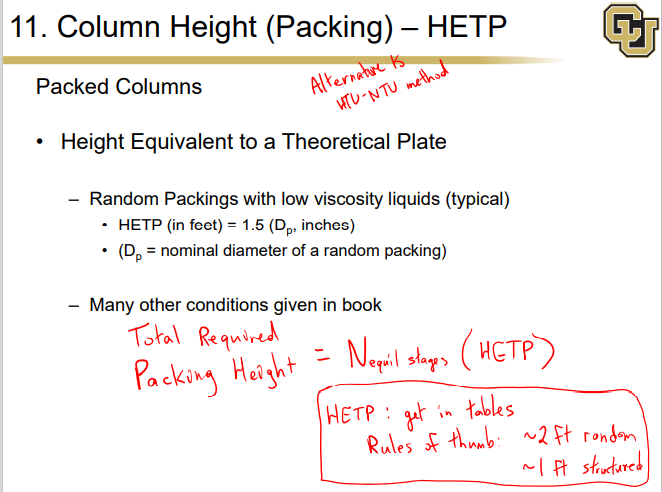 11. Column Height (Packing) – HETP
CU
Packed Columns
Alternative to
HTU-NTU method
• Height Equivalent to a Theoretical Plate
– Random Packings with low viscosity liquids (typical)
• HETP (in feet) = 1.5 (Dp, inches)
• (Dp = nominal diameter of a random packing)
– Many other conditions given in book
Total Required
Packing Height = Nequil stages (HETP)
HETP : get in tables
Rules of thumb: ~2 ft random
~1 ft structured